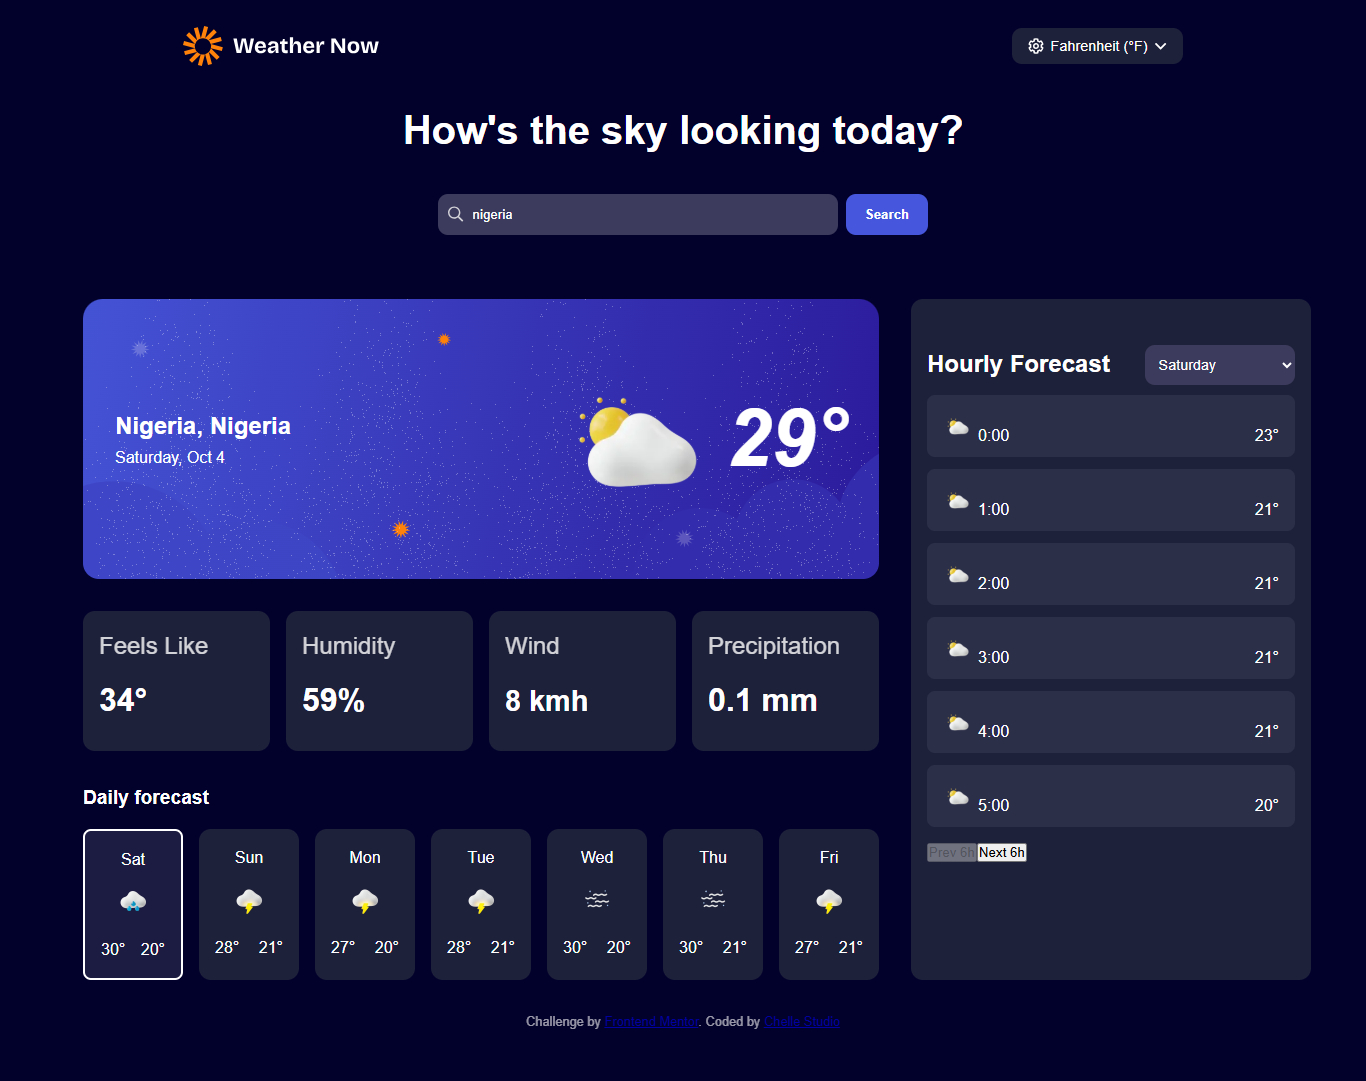 Weather Now
Fahrenheit (°F)
How's the sky looking today?
nigeria
Search
Nigeria, Nigeria
Saturday, Oct 4
29°
Feels Like
34°
Humidity
59%
Wind
8 kmh
Precipitation
0.1 mm
Daily forecast
Sat
30° 20°
Sun
28° 21°
Mon
27° 20°
Tue
28° 21°
Wed
30° 20°
Thu
30° 21°
Fri
27° 21°
Hourly Forecast
Saturday
0:00 23°
1:00 21°
2:00 21°
3:00 21°
4:00 21°
5:00 20°
Prev 6h Next 6h
Challenge by Frontend Mentor. Coded by Chelle Studio